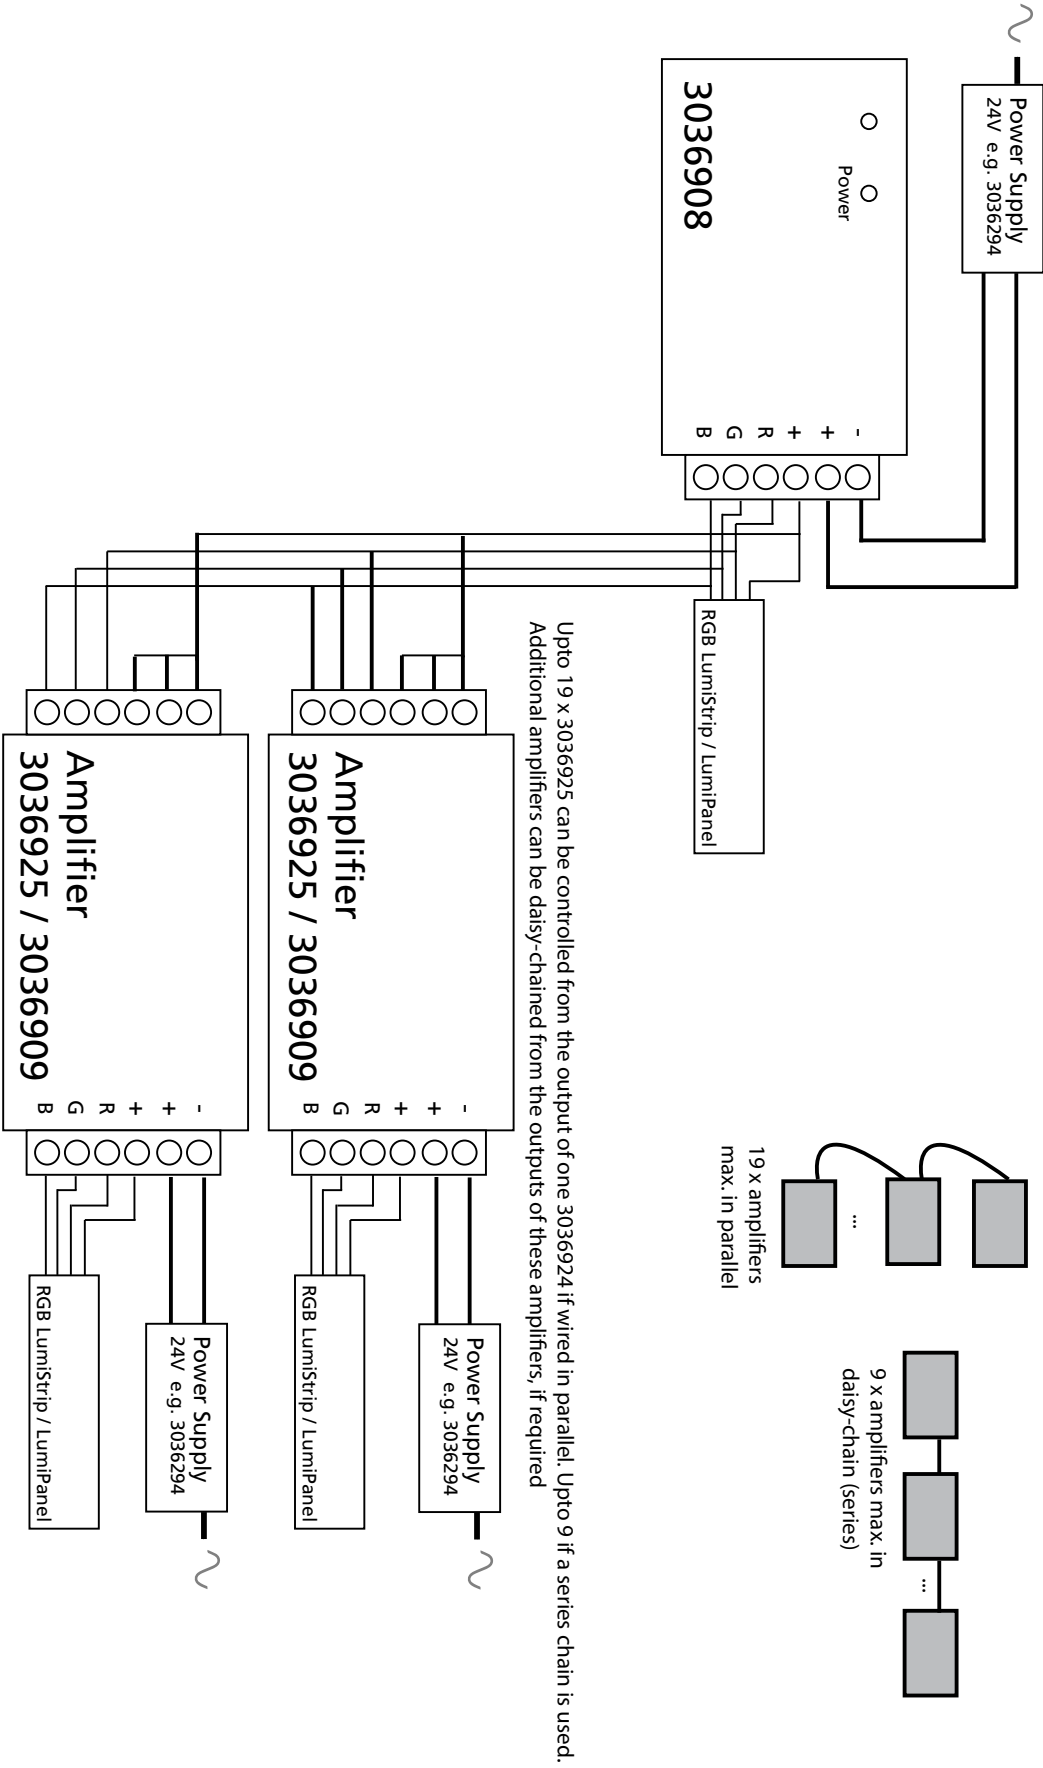 Power Supply
24V e.g. 3036294
Power
3036908
B G R + + -
RGB LumiStrip / LumiPanel
19 x amplifiers
max. in parallel
...
9 x amplifiers max. in
daisy-chain (series)
...
Upto 19 x 3036925 can be controlled from the output of one 3036924 if wired in parallel. Upto 9 if a series chain is used.
Additional amplifiers can be daisy-chained from the outputs of these amplifiers, if required
Amplifier
3036925 / 3036909
B G R + + -
Power Supply
24V e.g. 3036294
RGB LumiStrip / LumiPanel
Amplifier
3036925 / 3036909
B G R + + -
Power Supply
24V e.g. 3036294
RGB LumiStrip / LumiPanel